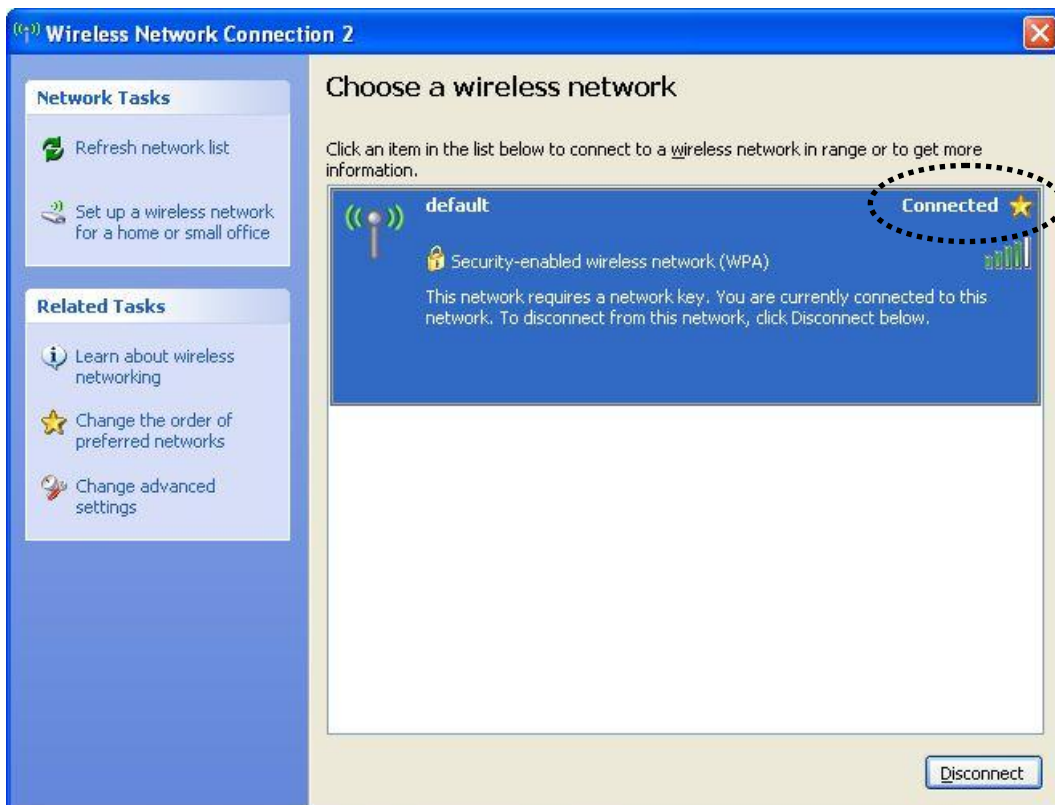 Wireless Network Connection 2
Network Tasks
Refresh network list
Set up a wireless network
for a home or small office
Related Tasks
Learn about wireless
networking
Change the order of
preferred networks
Change advanced
settings
Choose a wireless network
Click an item in the list below to connect to a wireless network in range or to get more
information.
default
Connected
Security-enabled wireless network (WPA)
This network requires a network key. You are currently connected to this
network. To disconnect from this network, click Disconnect below.
Disconnect